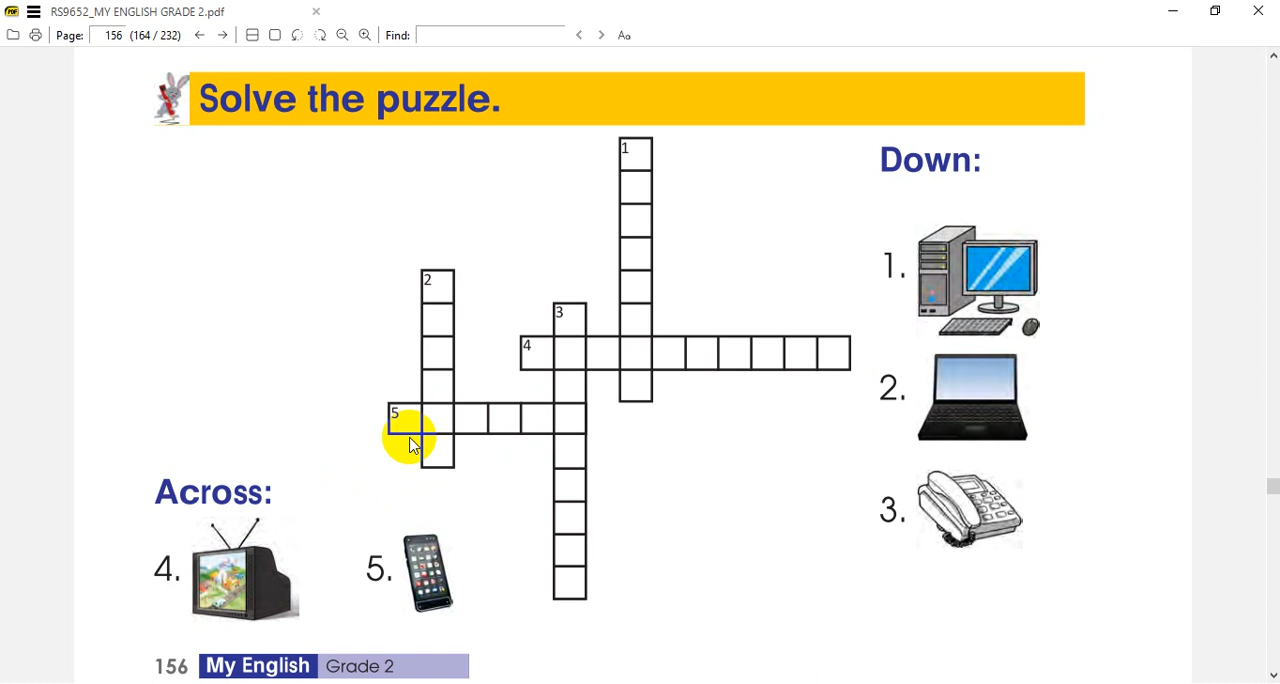 RS9652_MY ENGLISH GRADE 2.pdf
Page: 156 (164 / 232) Find: Aa
Solve the puzzle.
1
Down:
1.
2
3
4
2.
5
3.
Across:
4.
5.
156 My English Grade 2